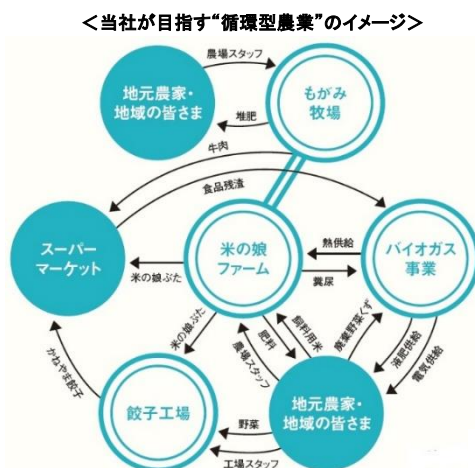 ＜当社が目指す“循環型農業”のイメージ＞
農場スタッフ
地元農家・
地域の皆さま
もがみ
牧場
堆肥
牛肉
食品残渣
スーパー
マーケット
米の娘ぶた
米の娘
ファーム
熱供給
糞尿
バイオガス
事業
米の娘ぶた
肥料
農場スタッフ
飼料用米
廃棄野菜くず
液肥供給
電気供給
かねやま餃子
餃子工場
野菜
工場スタッフ
地元農家・
地域の皆さま